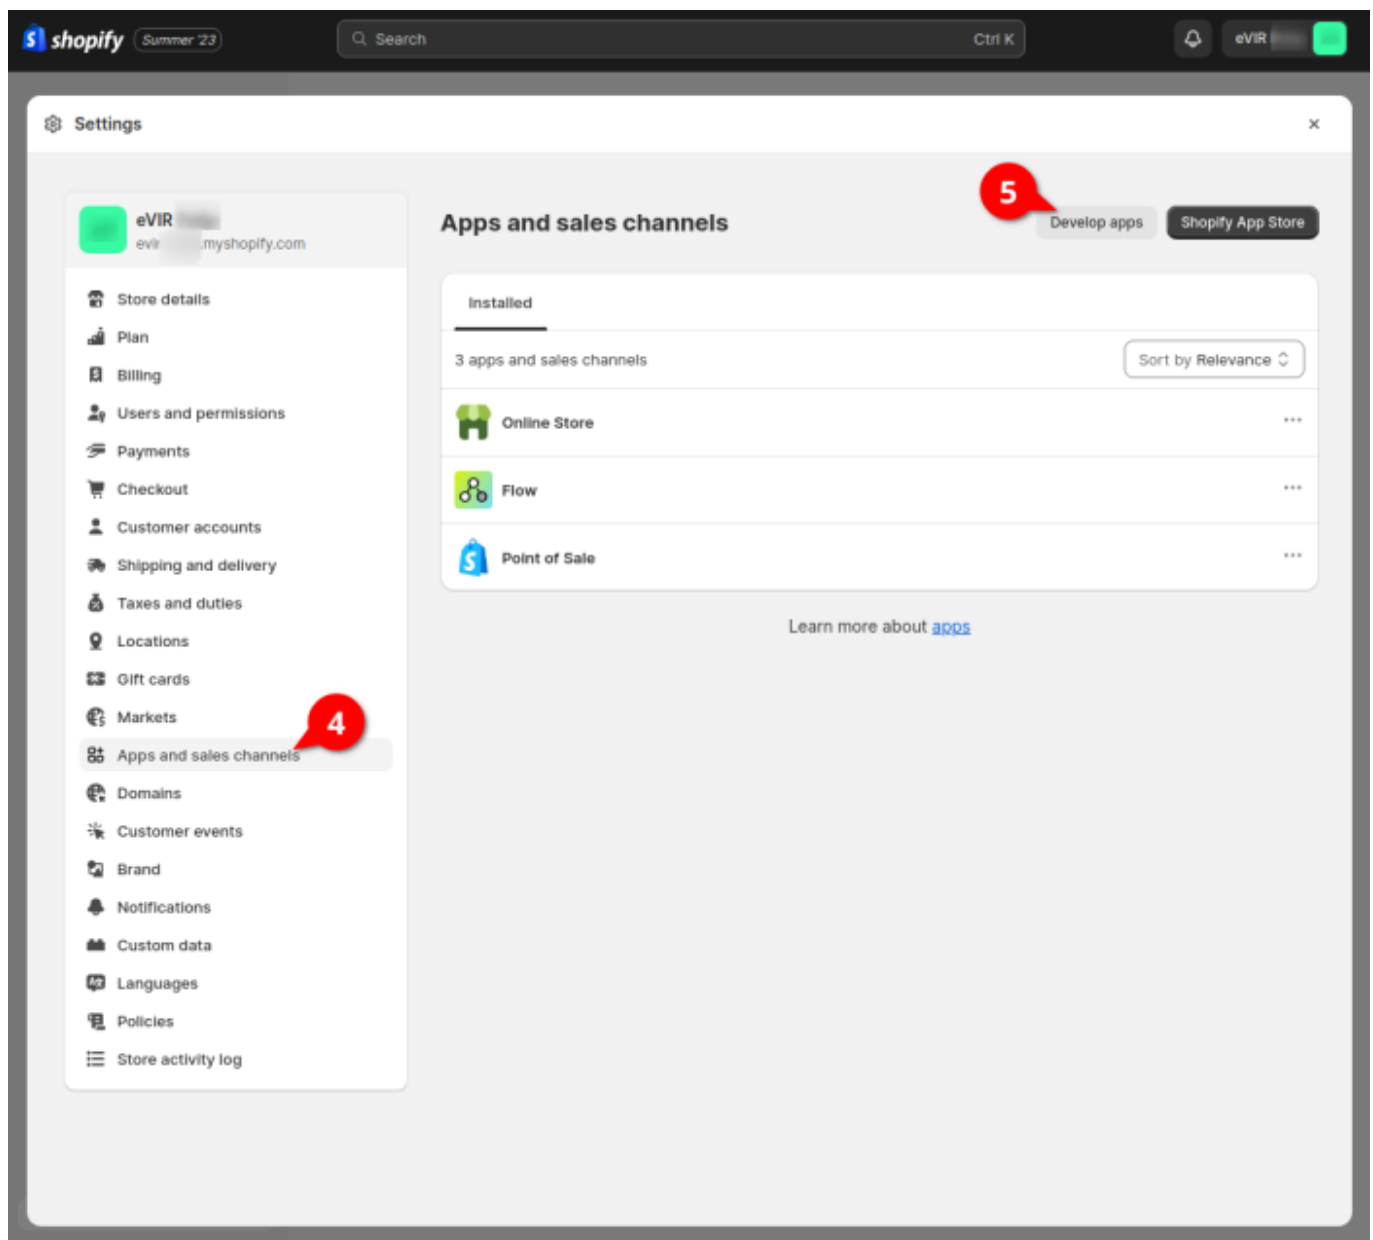 shopify Summer '23 Search Ctrl K eVIR
Settings
eVIR
evir .myshopify.com
Store details
Plan
Billing
Users and permissions
Payments
Checkout
Customer accounts
Shipping and delivery
Taxes and duties
Locations
Gift cards
Markets
4
Apps and sales channels
Domains
Customer events
Brand
Notifications
Custom data
Languages
Policies
Store activity log
5
Apps and sales channels Develop apps Shopify App Store
Installed
3 apps and sales channels Sort by Relevance
Online Store
Flow
Point of Sale
Learn more about apps